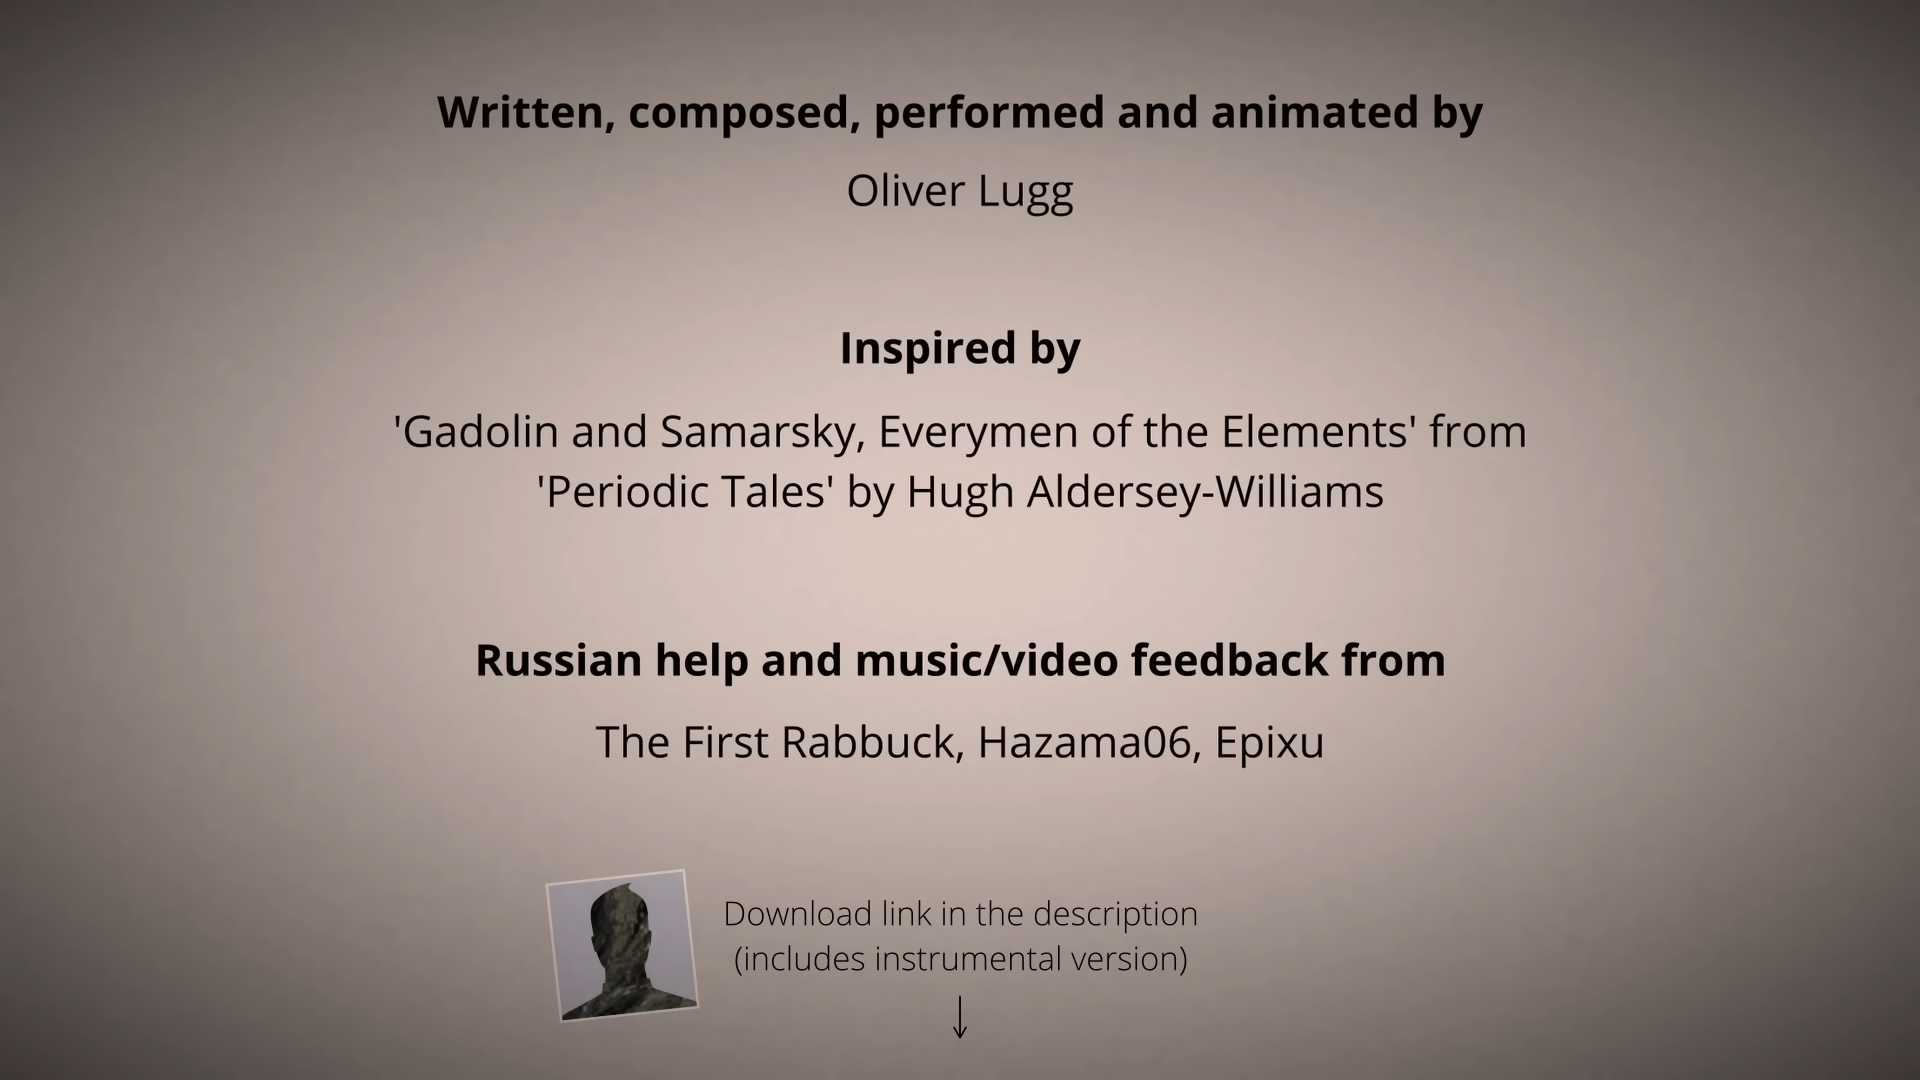 Written, composed, performed and animated by
Oliver Lugg
Inspired by
'Gadolin and Samarsky, Everymen of the Elements' from
'Periodic Tales' by Hugh Aldersey-Williams
Russian help and music/video feedback from
The First Rabbuck, Hazama06, Epixu
Download link in the description
(includes instrumental version)